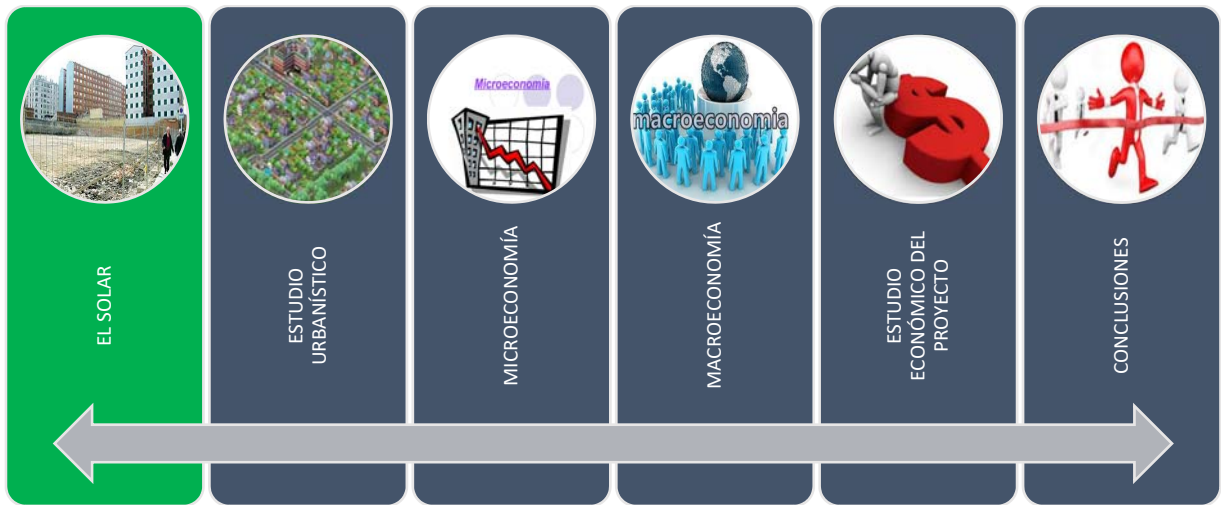 Microeconomía
macroeconomia
EL SOLAR
ESTUDIO
URBANÍSTICO
MICROECONOMÍA
MACROECONOMÍA
ESTUDIO
ECONÓMICO DEL
PROYECTO
CONCLUSIONES